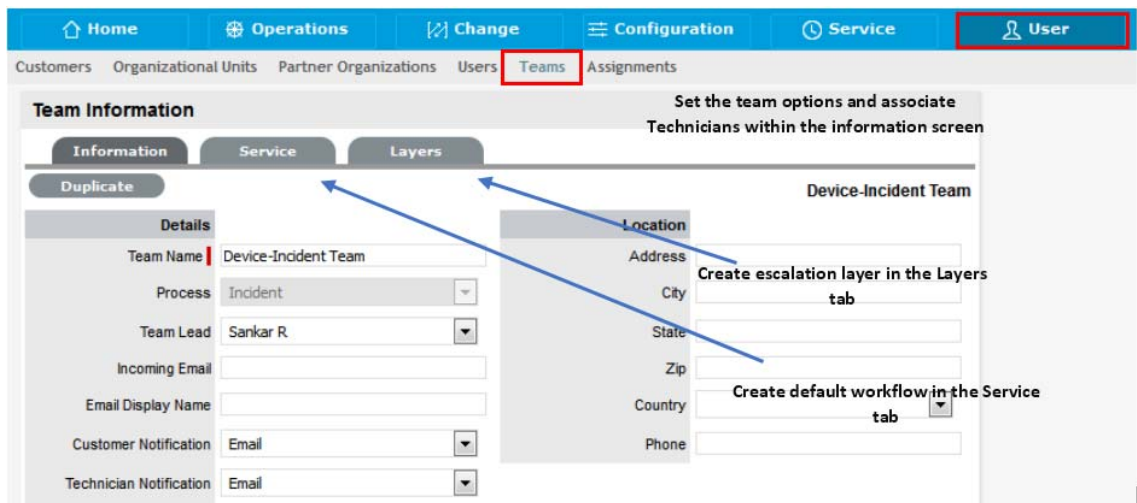 Home Operations Change Configuration Service User
Customers Organizational Units Partner Organizations Users Teams Assignments
Team Information
Set the team options and associate
Technicians within the information screen
Information Service Layers
Duplicate
Device-Incident Team
Details
Location
Team Name Device-Incident Team
Address
Create escalation layer in the Layers
tab
Process Incident
City
Team Lead Sankar R
State
Incoming Email
Zip
Create default workflow in the Service
tab
Email Display Name
Country
Customer Notification Email
Phone
Technician Notification Email